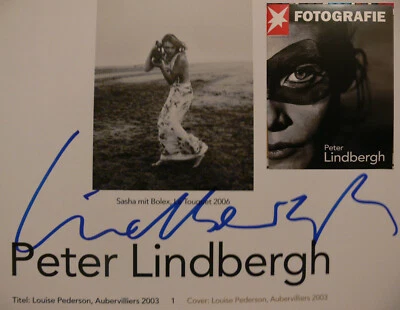 FOTOGRAFIE
Peter
Lindbergh
Sasha mit Bolex, Le Touquet 2006
Lindbergh
Peter Lindbergh
Titel: Louise Pederson, Aubervilliers 2003 1 Cover: Louise Pederson, Aubervilliers 2003